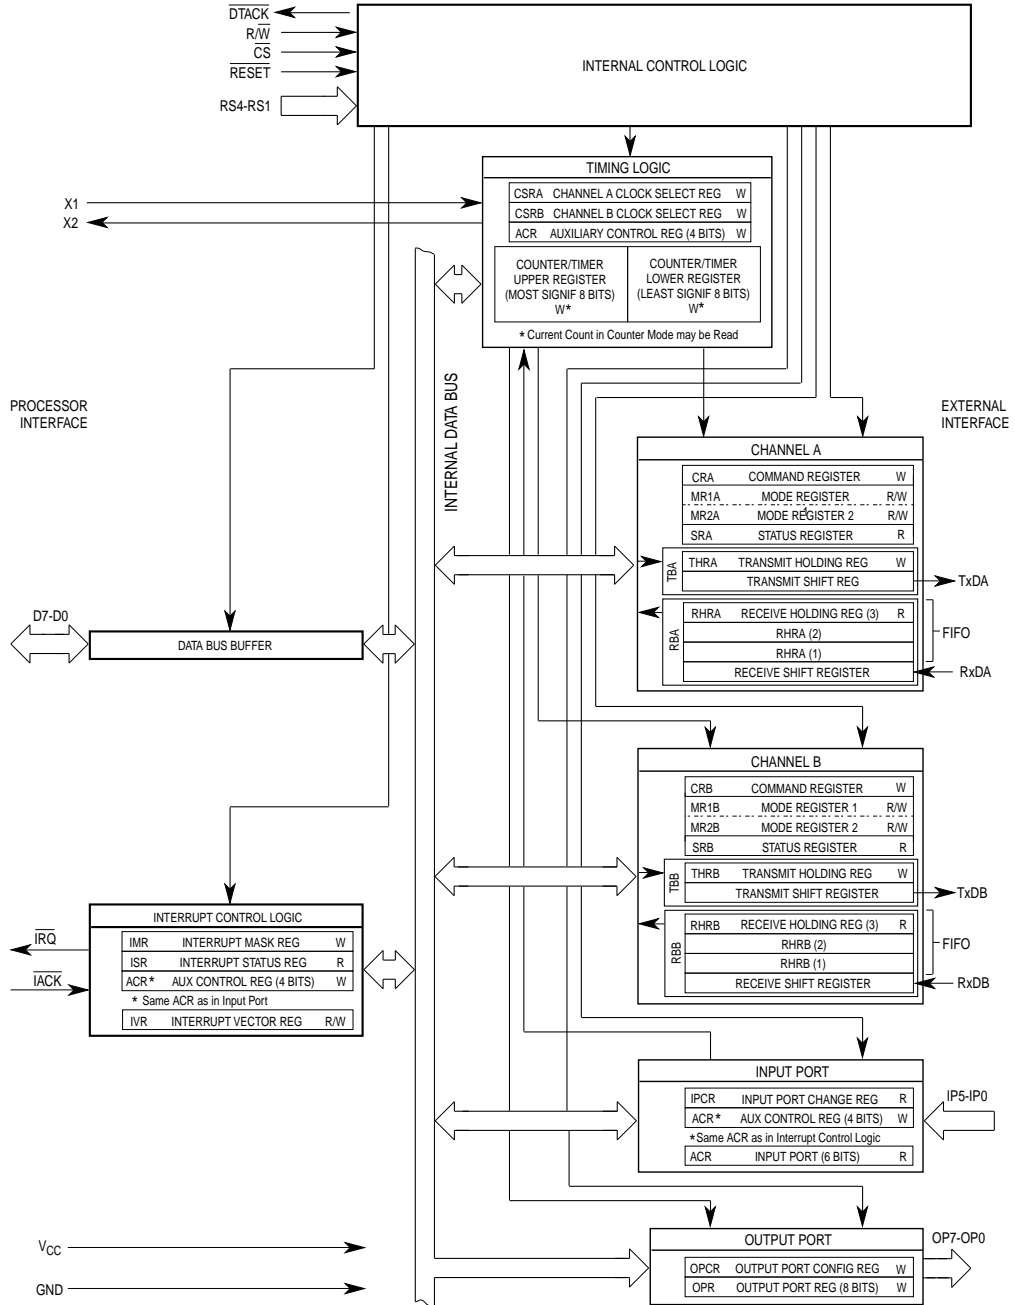 DTACK
R/W
CS
RESET
RS4-RS1
INTERNAL CONTROL LOGIC
X1
X2
TIMING LOGIC
CSRA CHANNEL A CLOCK SELECT REG W
CSRB CHANNEL B CLOCK SELECT REG W
ACR AUXILIARY CONTROL REG (4 BITS) W
COUNTER/TIMER
UPPER REGISTER
(MOST SIGNIF 8 BITS)
W*
COUNTER/TIMER
LOWER REGISTER
(LEAST SIGNIF 8 BITS)
W*
* Current Count in Counter Mode may be Read
INTERNAL DATA BUS
PROCESSOR
INTERFACE
EXTERNAL
INTERFACE
CHANNEL A
CRA COMMAND REGISTER W
MR1A MODE REGISTER 1 R/W
MR2A MODE REGISTER 2 R/W
SRA STATUS REGISTER R
TBA
THRA TRANSMIT HOLDING REG W
TRANSMIT SHIFT REG
TxDA
RBA
RHRA RECEIVE HOLDING REG (3) R
RHRA (2)
RHRA (1)
RECEIVE SHIFT REGISTER
FIFO
RxDA
D7-D0
DATA BUS BUFFER
CHANNEL B
CRB COMMAND REGISTER W
MR1B MODE REGISTER 1 R/W
MR2B MODE REGISTER 2 R/W
SRB STATUS REGISTER R
TBB
THRB TRANSMIT HOLDING REG W
TRANSMIT SHIFT REGISTER
TxDB
RBB
RHRB RECEIVE HOLDING REG (3) R
RHRB (2)
RHRB (1)
RECEIVE SHIFT REGISTER
FIFO
RxDB
IRQ
IACK
INTERRUPT CONTROL LOGIC
IMR INTERRUPT MASK REG W
ISR INTERRUPT STATUS REG R
ACR* AUX CONTROL REG (4 BITS) W
* Same ACR as in Input Port
IVR INTERRUPT VECTOR REG R/W
INPUT PORT
IPCR INPUT PORT CHANGE REG R
ACR* AUX CONTROL REG (4 BITS) W
*Same ACR as in Interrupt Control Logic
ACR INPUT PORT (6 BITS) R
IP5-IP0
OUTPUT PORT
OPCR OUTPUT PORT CONFIG REG W
OPR OUTPUT PORT REG (8 BITS) W
OP7-OP0
VCC
GND